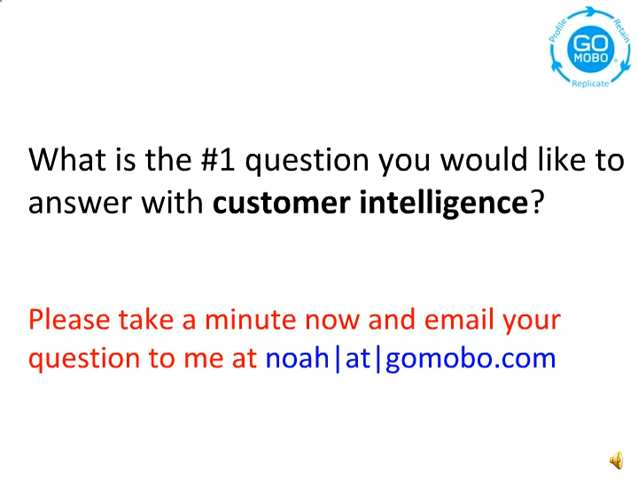 Profile
Retain
GO
MOBO
Replicate
What is the #1 question you would like to
answer with customer intelligence?
Please take a minute now and email your
question to me at noah|at|gomobo.com